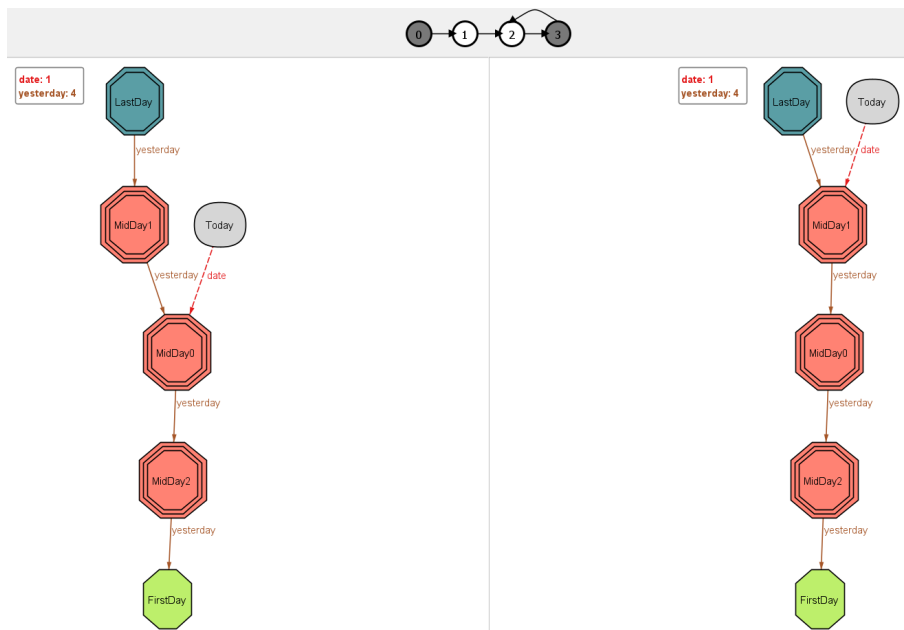 0 1 2 3
date: 1
yesterday: 4
LastDay
yesterday
MidDay1
Today
yesterday
date
MidDay0
yesterday
MidDay2
yesterday
FirstDay
date: 1
yesterday: 4
LastDay
Today
yesterday
date
MidDay1
yesterday
MidDay0
yesterday
MidDay2
yesterday
FirstDay